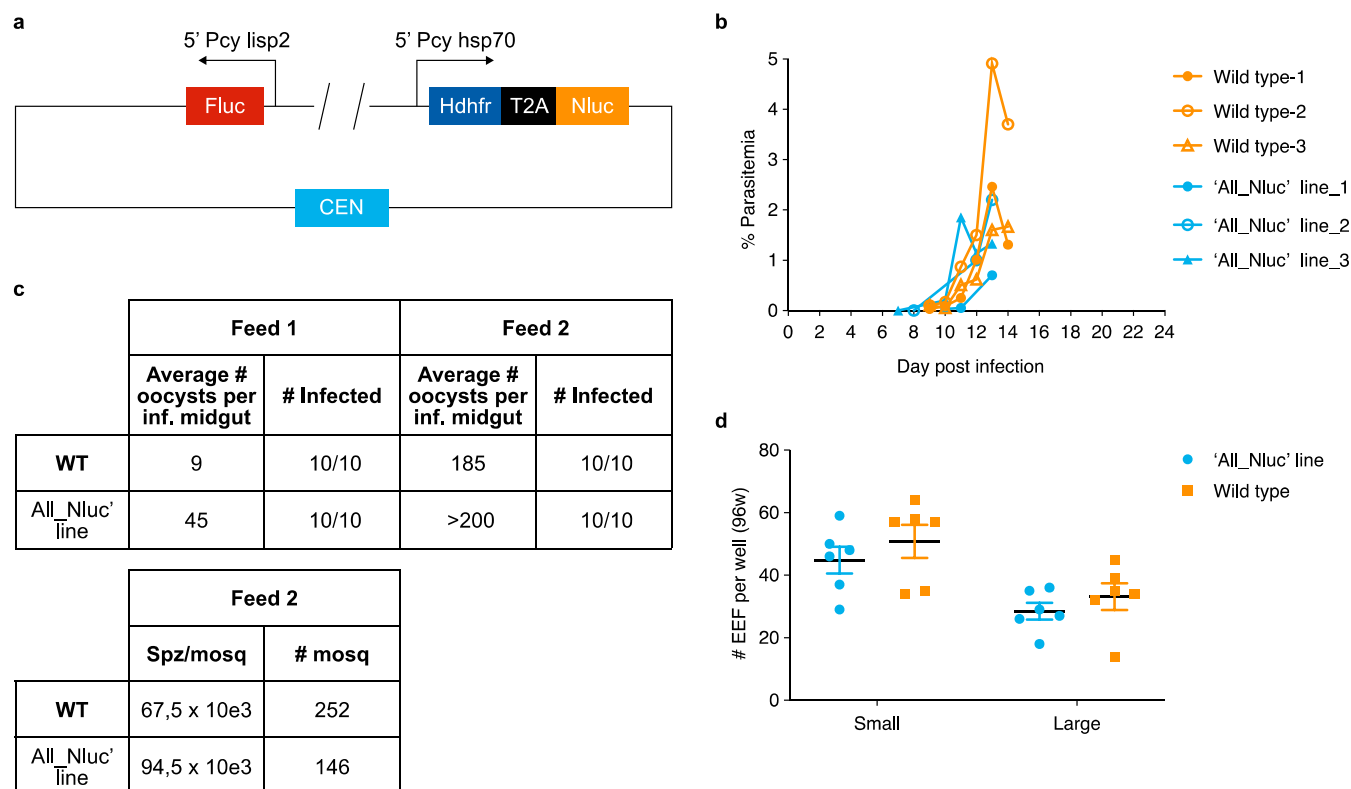 a
5’ Pcy lisp2
5’ Pcy hsp70
Fluc
Hdhfr
T2A
Nluc
CEN
b
5
4
3
2
1
0
% Parasitemia
0 2 4 6 8 10 12 14 16 18 20 22 24
Day post infection
Wild type-1
Wild type-2
Wild type-3
‘All_Nluc’ line_1
‘All_Nluc’ line_2
‘All_Nluc’ line_3
c
Feed 1 Feed 2
Average #
oocysts per
inf. midgut
# Infected
Average #
oocysts per
inf. midgut
# Infected
WT 9 10/10 185 10/10
All_Nluc’
line
45 10/10 >200 10/10
Feed 2
Spz/mosq # mosq
WT 67,5 x 10e3 252
All_Nluc’
line
94,5 x 10e3 146
d
80
60
40
20
0
# EEF per well (96w)
Small Large
‘All_Nluc’ line
Wild type